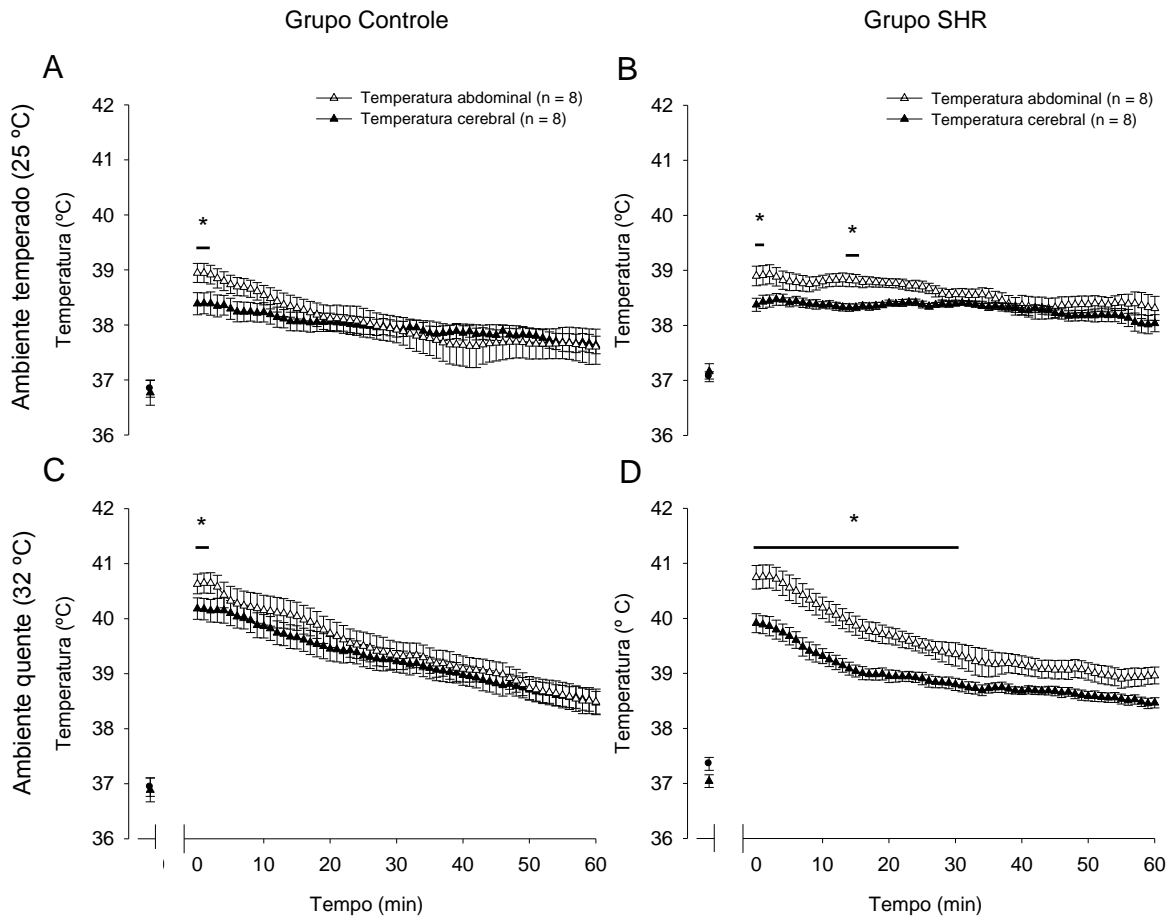 Grupo Controle
Grupo SHR
Ambiente temperado (25 ºC)
A
Temperatura abdominal (n = 8)
Temperatura cerebral (n = 8)
Temperatura (ºC)
42
41
40
39
38
37
36
*
B
Temperatura abdominal (n = 8)
Temperatura cerebral (n = 8)
Temperatura (ºC)
42
41
40
39
38
37
36
*
*
Ambiente quente (32 ºC)
C
Temperatura (ºC)
42
41
40
39
38
37
36
*
0 10 20 30 40 50 60
Tempo (min)
D
Temperatura (º C)
42
41
40
39
38
37
36
*
0 10 20 30 40 50 60
Tempo (min)